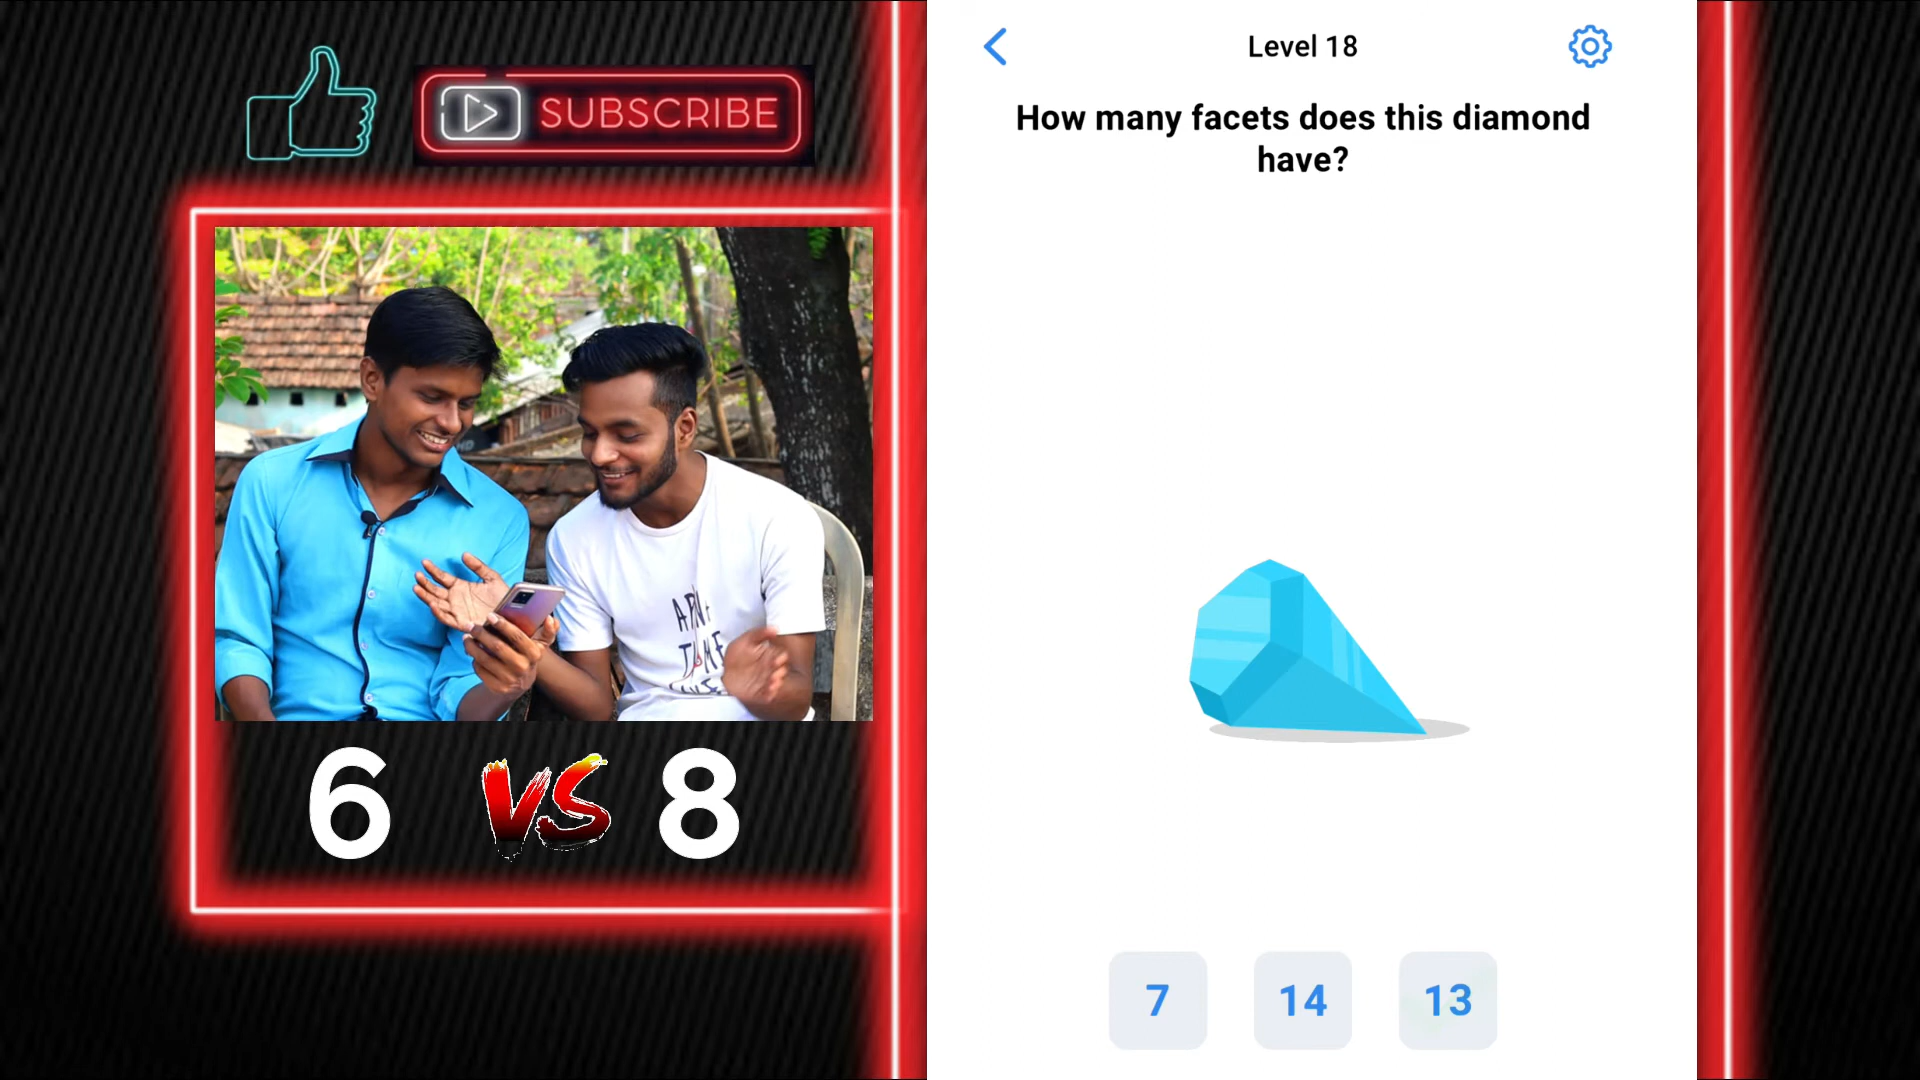 SUBSCRIBE
6 VS 8
Level 18
How many facets does this diamond
have?
7 14 13